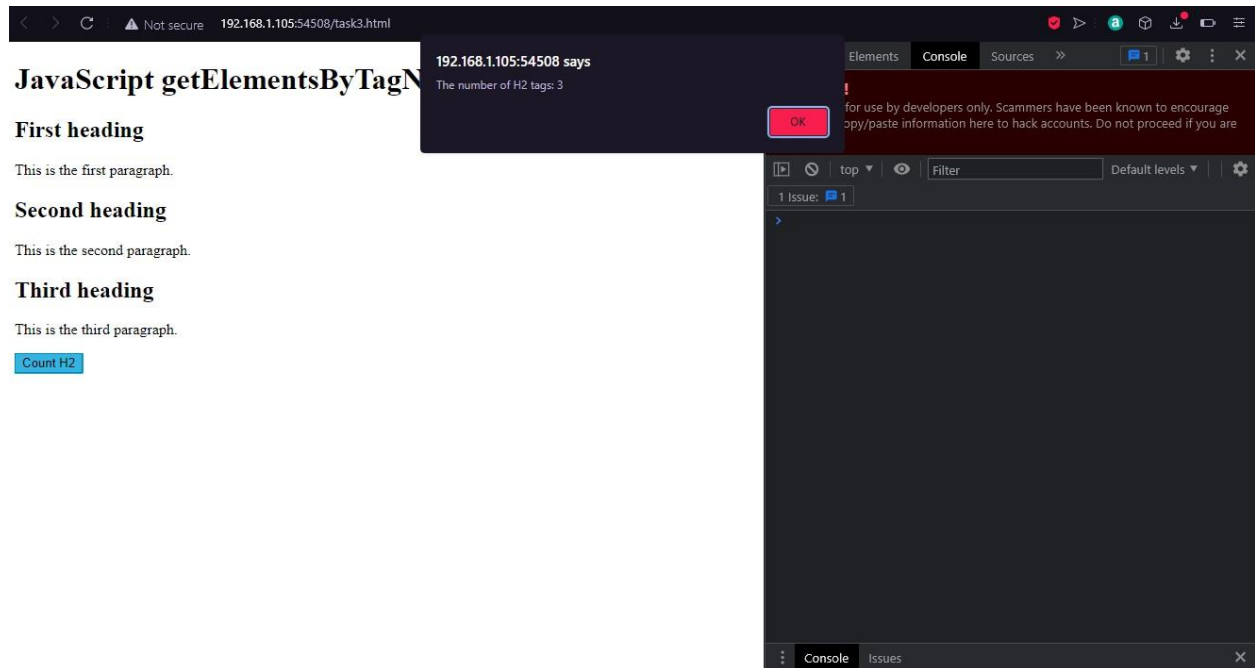 Not secure 192.168.1.105:54508/task3.html
JavaScript getElementsByTagN
First heading
This is the first paragraph.
Second heading
This is the second paragraph.
Third heading
This is the third paragraph.
Count H2
192.168.1.105:54508 says
The number of H2 tags: 3
OK
Elements Console Sources » 1
!
for use by developers only. Scammers have been known to encourage
opy/paste information here to hack accounts. Do not proceed if you are
top Filter Default levels
1 Issue: 1
>
Console Issues